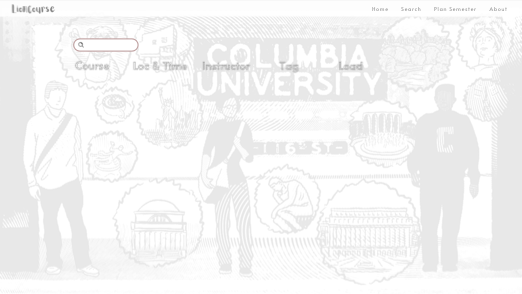 LionCourse
Home Search Plan Semester About
COLUMBIA
Course Loc & Time Instructor Tag Load
UNIVERSITY
116 ST
C